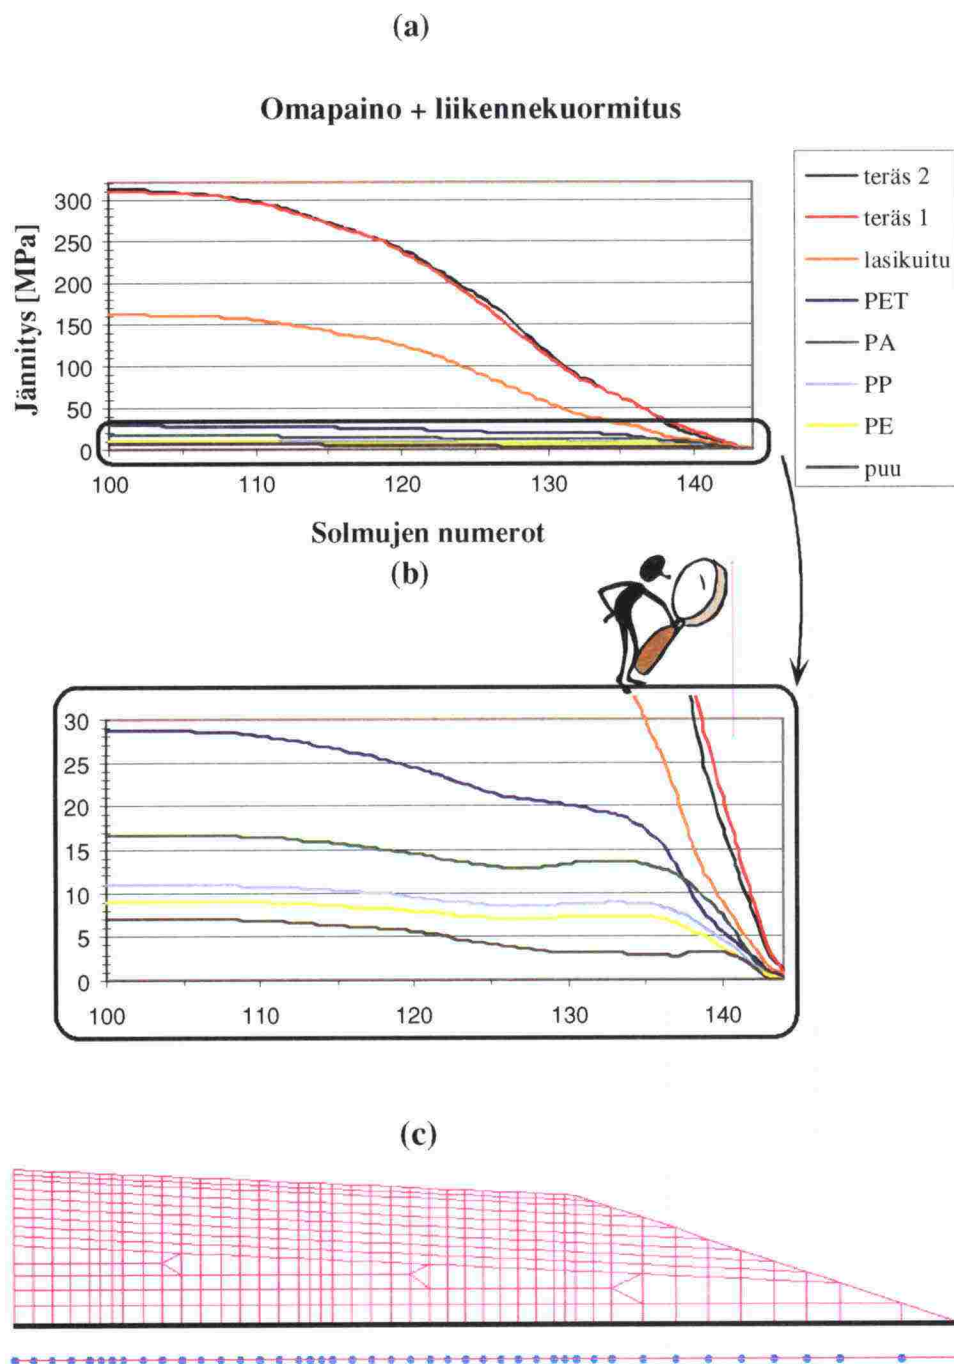 (a)
Omapaino + liikennekuormitus
Jännitys [MPa]
300
250
200
150
100
50
0
100
110
120
130
140
Solmujen numerot
teräs 2
teräs 1
lasikuitu
PET
PA
PP
PE
puu
(b)
30
25
20
15
10
5
0
100
110
120
130
140
(c)